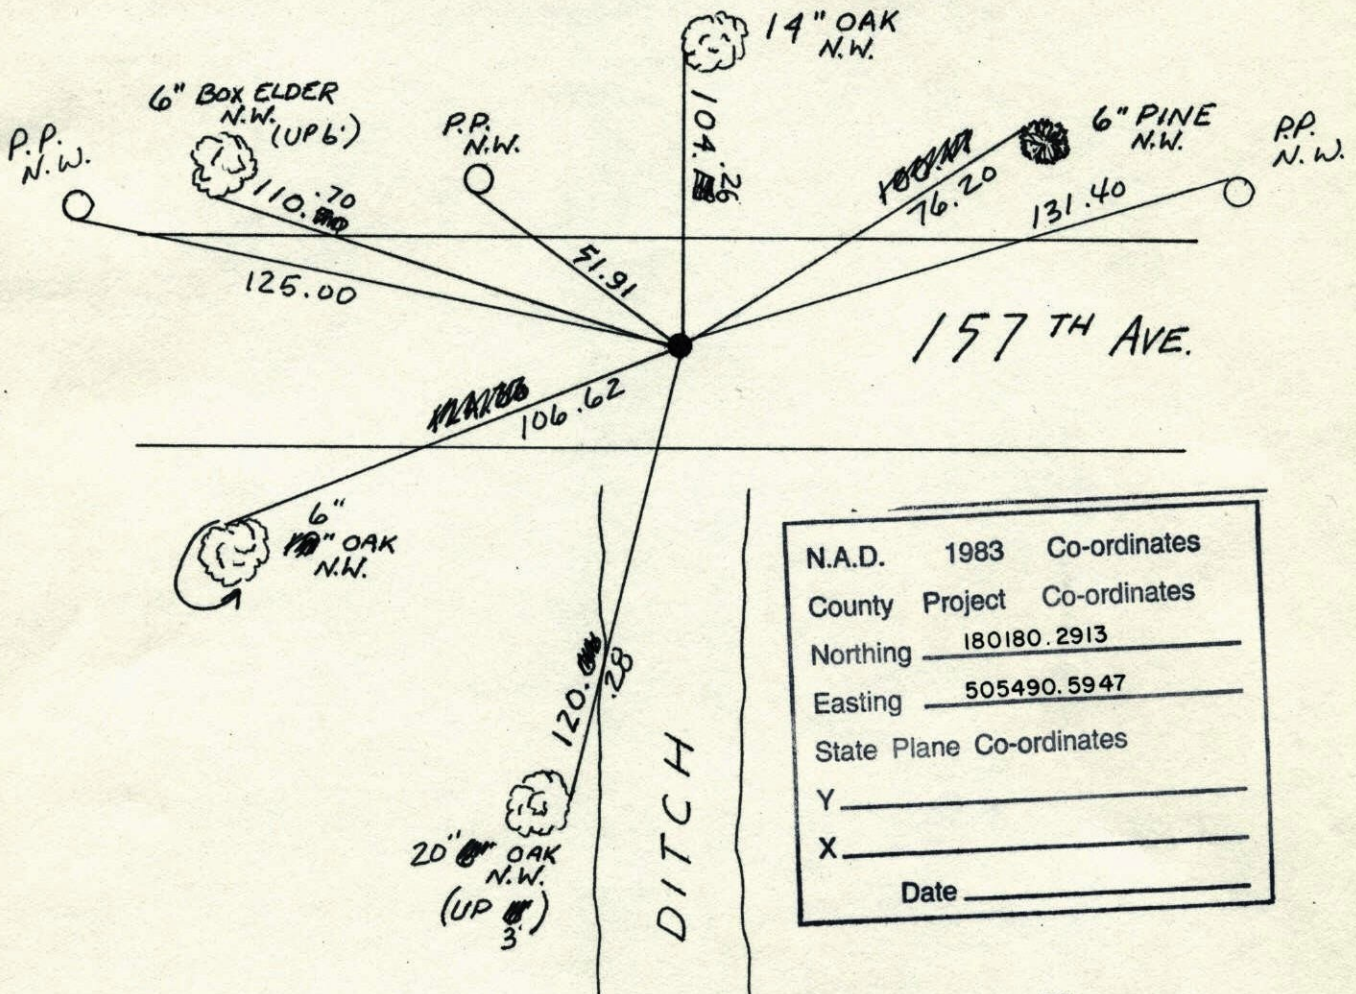 14" OAK
N.W.
6" BOX ELDER
N.W.
(UP 6')
P.P.
N.W.
P.P.
N.W.
6" PINE
N.W.
P.P.
N.W.
104.26
110.70
76.20
131.40
51.91
125.00
157TH AVE.
106.62
6"
" OAK
N.W.
120.28
20" OAK
N.W.
(UP
3')
DITCH
N.A.D. 1983 Co-ordinates
County Project Co-ordinates
Northing 180180.2913
Easting 505490.5947
State Plane Co-ordinates
Y
X
Date